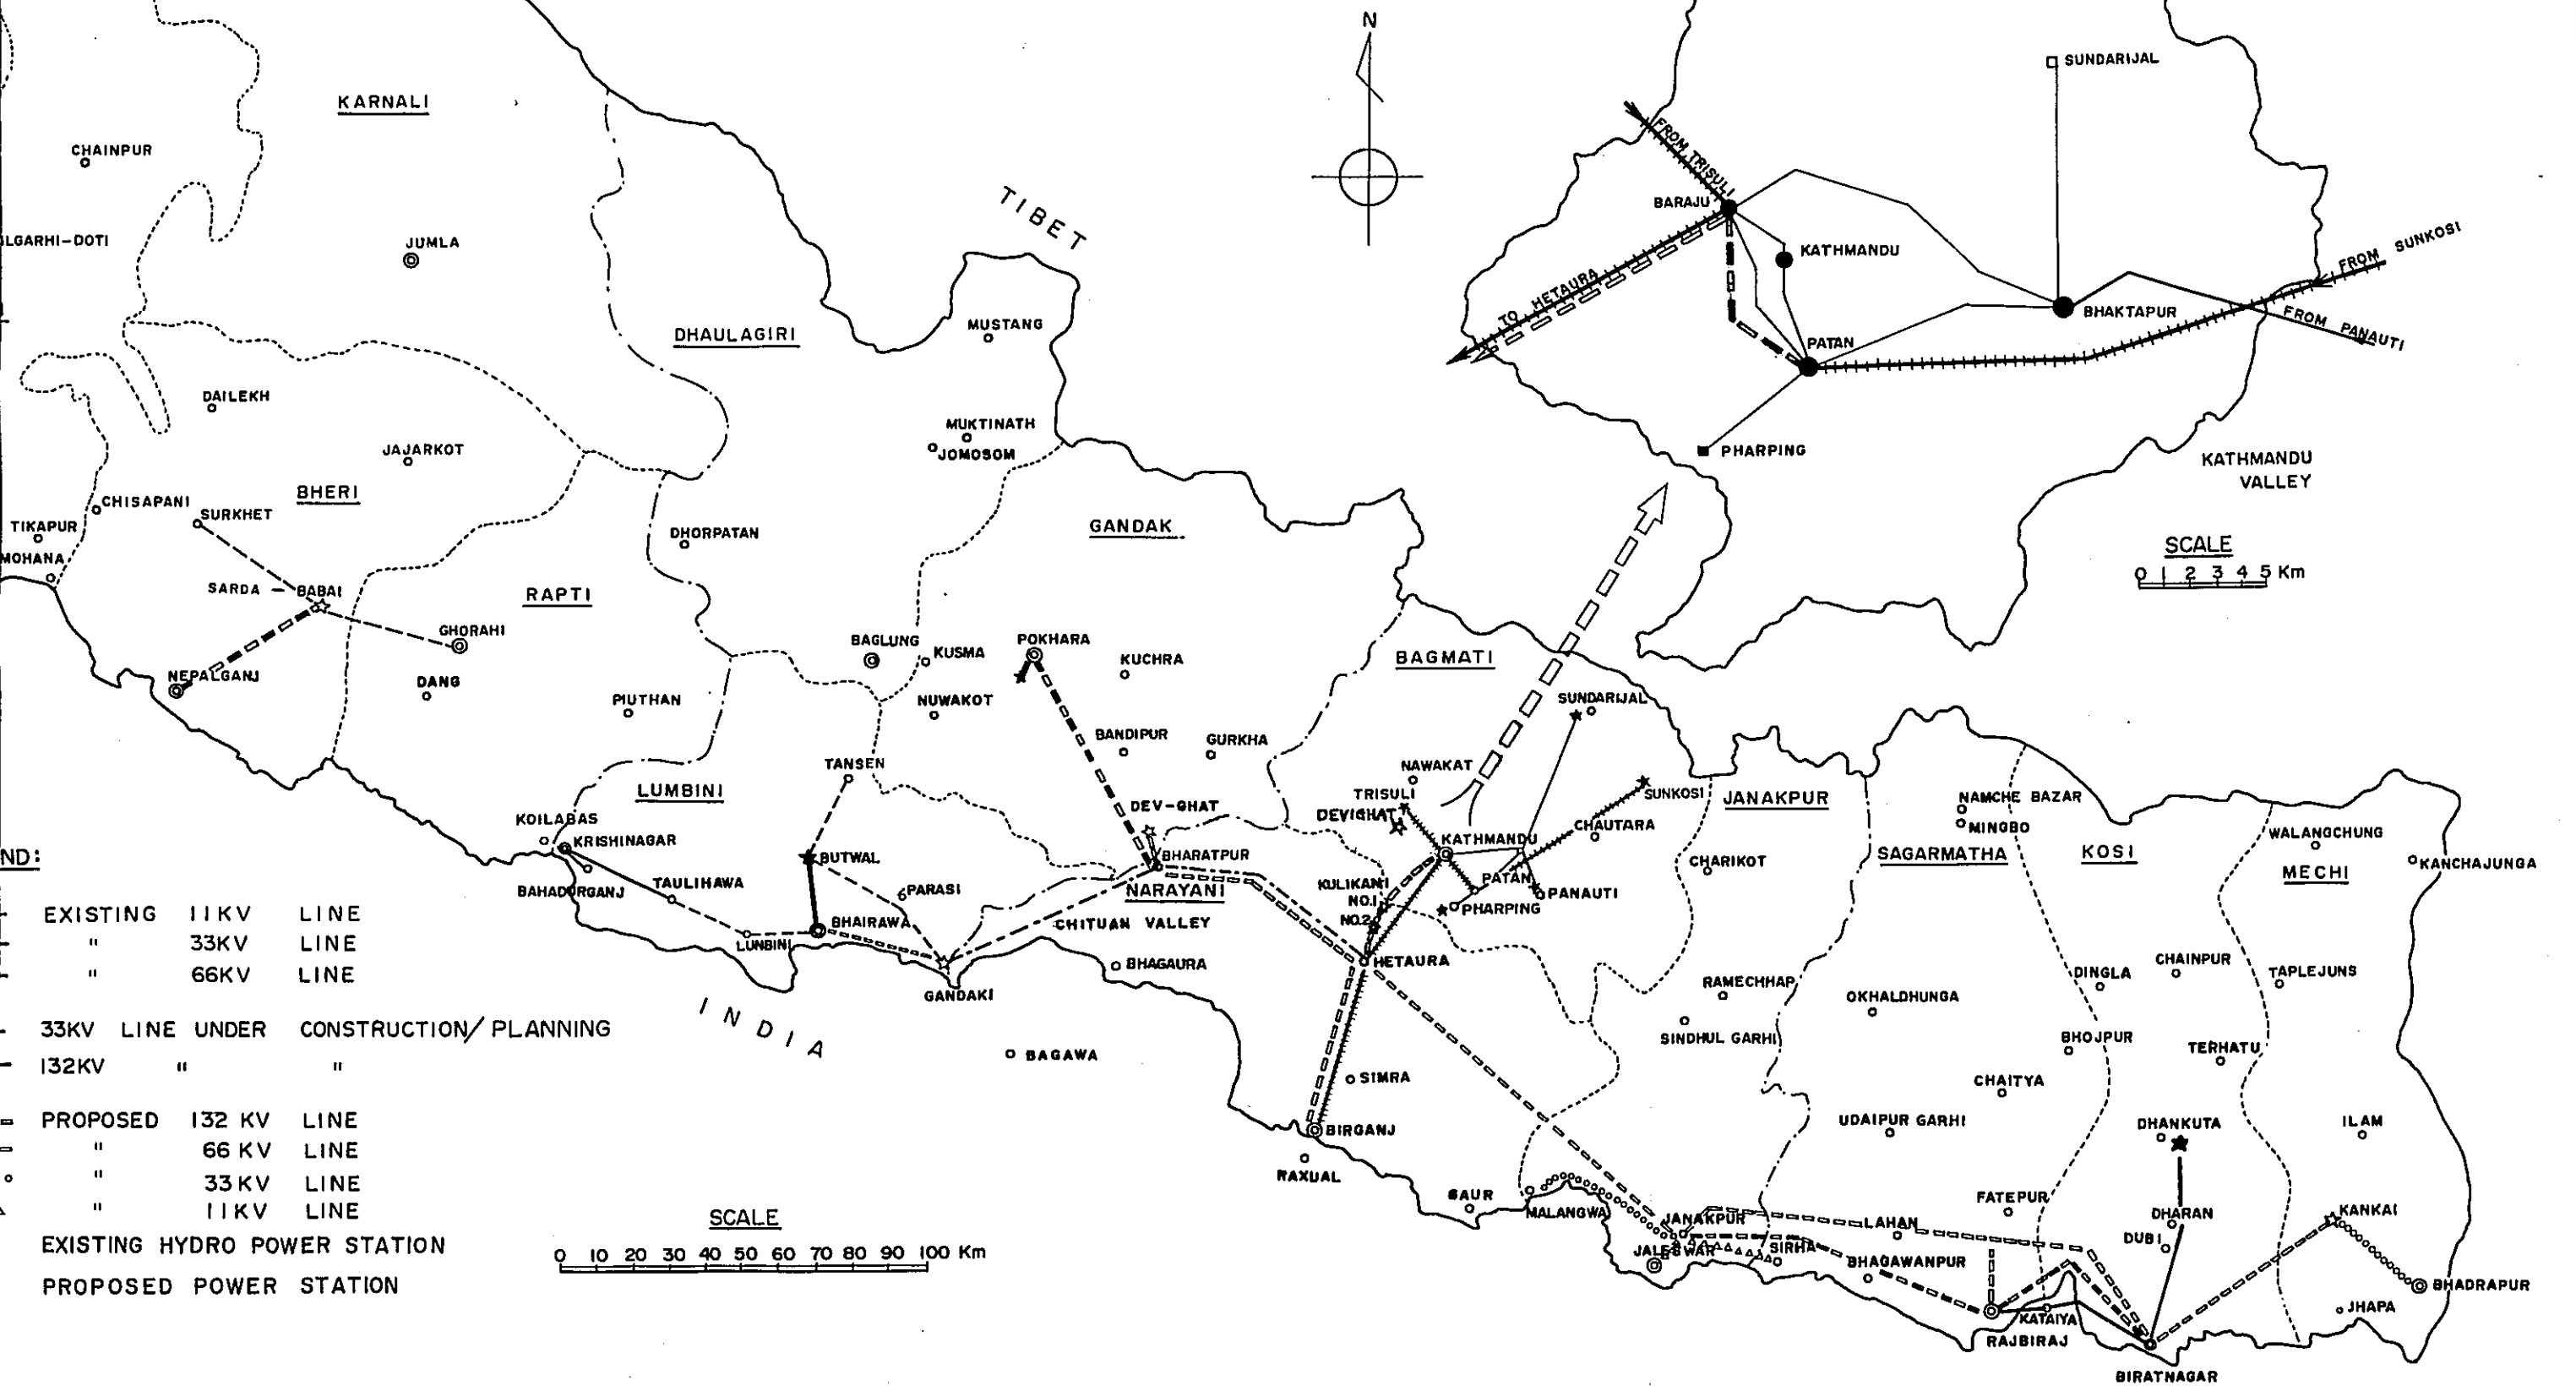 N
SUNDARIJAL
KARNALI
FROM TRISULI
CHAINPUR
TIBET
BARAJU
LGARHI-DOTI
JUMLA
KATHMANDU
FROM SUNKOSI
TO HETAURA
BHAKTAPUR
FROM PANAUTI
MUSTANG
DHAULAGIRI
PATAN
DAILEKH
MUKTINATH
JOMOSOM
JAJARKOT
PHARPING
KATHMANDU
VALLEY
BHERI
CHISAPANI
SURKHET
TIKAPUR
GANDAK
DHORPATAN
SCALE
MOHANA
0 1 2 3 4 5 Km
SARDA - BABAI
RAPTI
GHORAHI
BAGLUNG
KUSMA
POKHARA
KUCHRA
BAGMATI
NEPALGANJ
DANG
PIUTHAN
NUWAKOT
SUNDARIJAL
BANDIPUR
GURKHA
TANSEN
NAWAKAT
LUMBINI
TRISULI
SUNKOSI
JANAKPUR
NAMCHE BAZAR
DEV-GHAT
DEVIGHAT
KOILABAS
CHAUTARA
MINGBO
WALANGCHUNG
KRISHINAGAR
KATHMANDU
BUTWAL
BHARATPUR
CHARIKOT
SAGARMATHA
KOSI
KANCHAJUNGA
ND:
MECHI
BAHADURGANJ
TAULIHAWA
PARASI
NARAYANI
KULIKANI
NO.1
NO.2
PATAN
PANAUTI
PHARPING
EXISTING 11KV LINE
BHAIRAWA
CHITUAN VALLEY
" 33KV LINE
LUNBINI
HETAURA
BHAGAURA
" 66KV LINE
GANDAKI
DINGLA
CHAINPUR
TAPLEJUNS
RAMECHHAP
OKHALDHUNGA
INDIA
33KV LINE UNDER CONSTRUCTION/PLANNING
SINDHUL GARHI
BHOJPUR
TERHATU
BAGAWA
132KV " "
SIMRA
CHAITYA
PROPOSED 132 KV LINE
BIRGANJ
UDAIPUR GARHI
DHANKUTA
ILAM
" 66 KV LINE
RAXUAL
" 33 KV LINE
GAUR
MALANGWA
FATEPUR
KANKAI
" 11KV LINE
SCALE
JANAKPUR
LAHAN
DHARAN
EXISTING HYDRO POWER STATION
0 10 20 30 40 50 60 70 80 90 100 Km
JALESWAR
SIRHA
DUBI
BHAGAWANPUR
PROPOSED POWER STATION
BHADRAPUR
JHAPA
KATAIYA
RAJBIRAJ
BIRATNAGAR